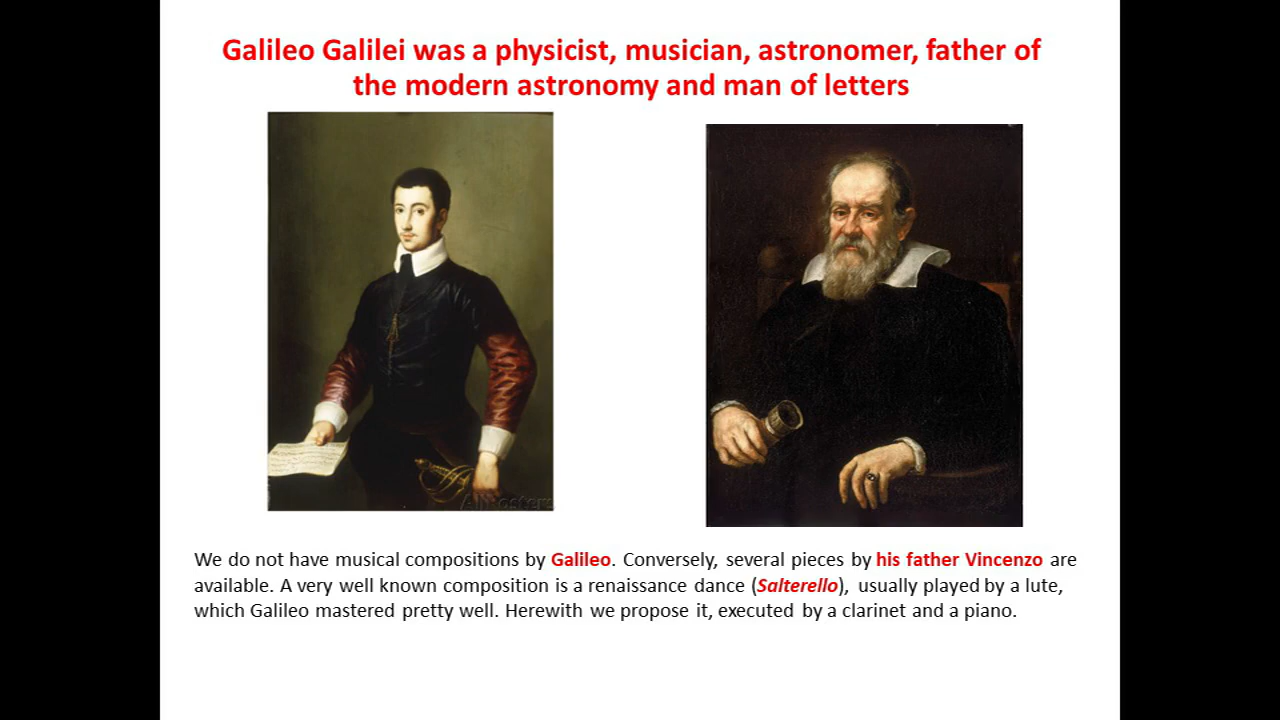 Galileo Galilei was a physicist, musician, astronomer, father of
the modern astronomy and man of letters
We do not have musical compositions by Galileo. Conversely, several pieces by his father Vincenzo are
available. A very well known composition is a renaissance dance (Salterello), usually played by a lute,
which Galileo mastered pretty well. Herewith we propose it, executed by a clarinet and a piano.